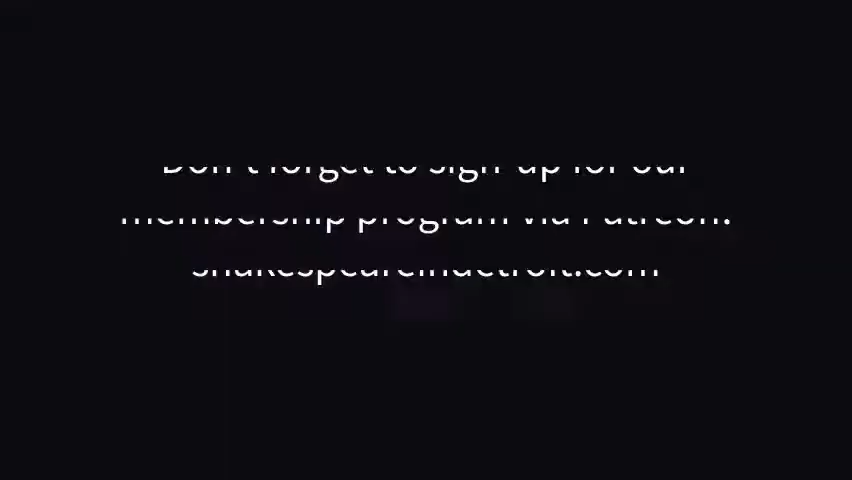 Don't forget to sign up for our
membership program via Patreon.
shakespeareindetroit.com